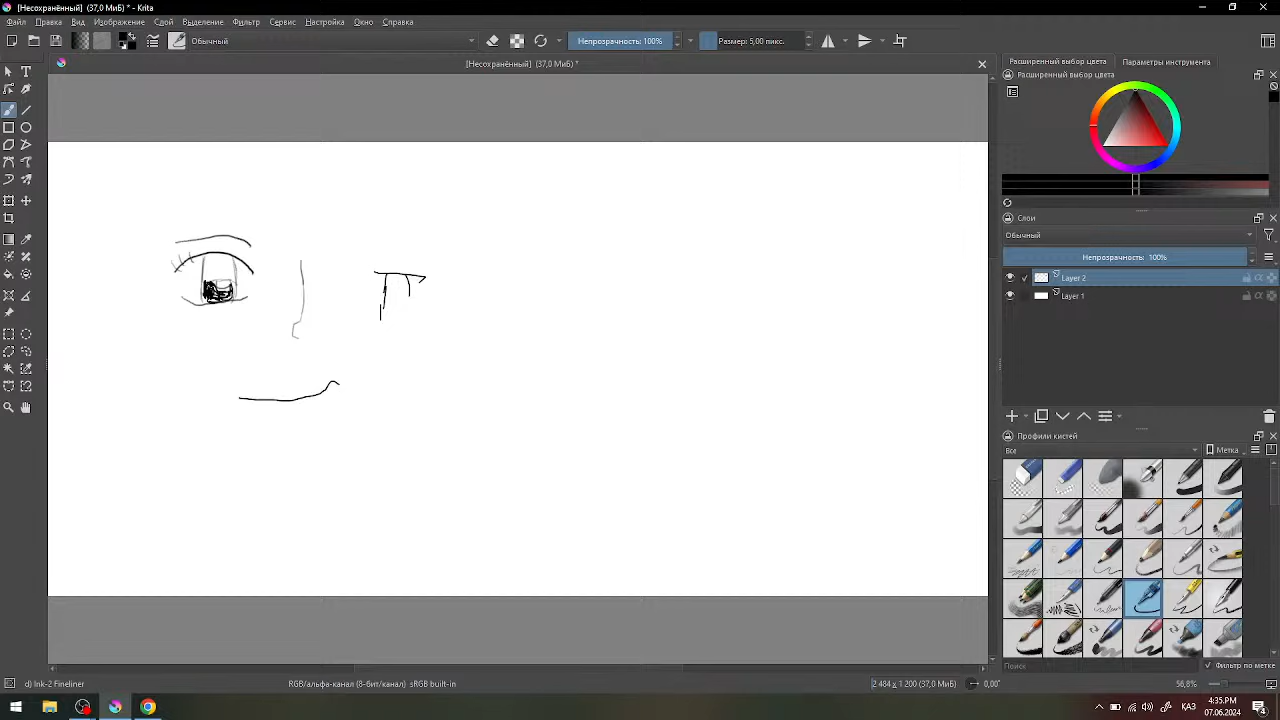 [Несохранённый] (37,0 МиБ) * - Krita
Файл Правка Вид Изображение Слой Выделение Фильтр Сервис Настройка Окно Справка
Обычный Непрозрачность: 100% Размер: 5,00 пикс.
[Несохранённый] (37,0 МиБ) *
Расширенный выбор цвета Параметры инструмента
Расширенный выбор цвета
Слои
Обычный
Непрозрачность: 100%
Layer 2
Layer 1
Профили кистей
Все Метка
Поиск Фильтр по метке
d) Ink-2 Fineliner RGB/альфа-канал (8-бит/канал) sRGB built-in 2 484 x 1 200 (37,0 МиБ) 0,00° 56,8%
ҚАЗ 4:35 PM
07.06.2024